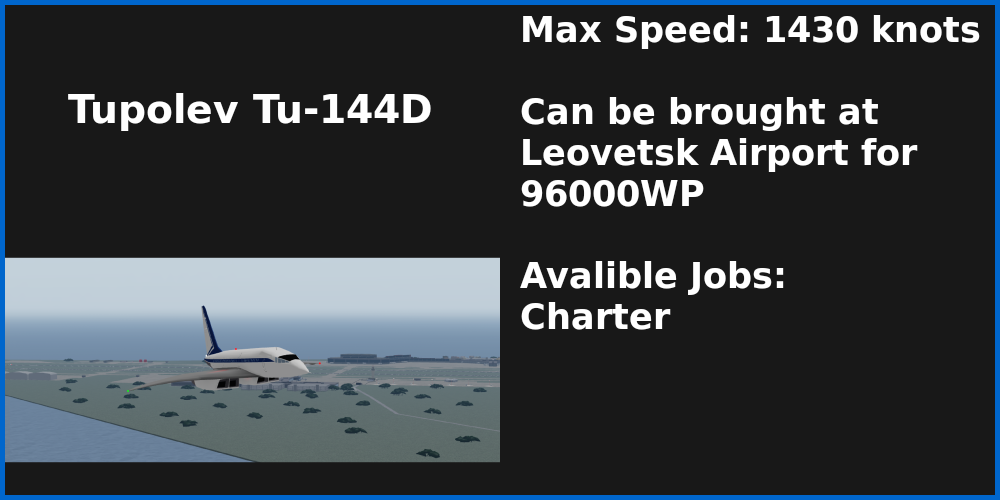 Tupolev Tu-144D
Max Speed: 1430 knots
Can be brought at
Leovetsk Airport for
96000WP
Avalible Jobs:
Charter